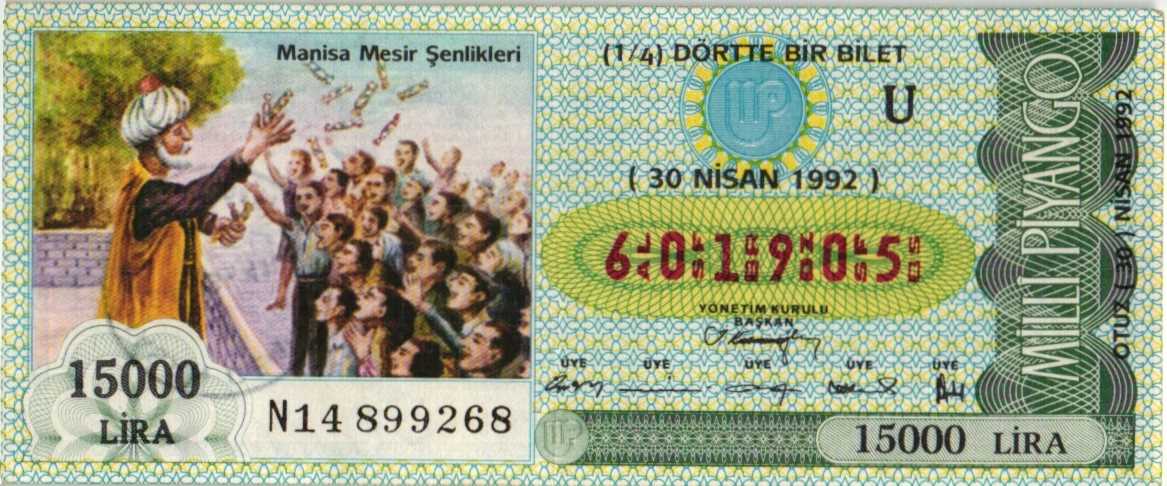 Manisa Mesir Şenlikleri
15000
LİRA
N14 899268
(1/4) DÖRTTE BİR BİLET
U
( 30 NİSAN 1992 )
601905
YÖNETİM KURULU
BAŞKAN
ÜYE ÜYE ÜYE ÜYE ÜYE
15000 LİRA
MİLLİ PİYANGO
OTUZ ( 30 ) NİSAN 1992